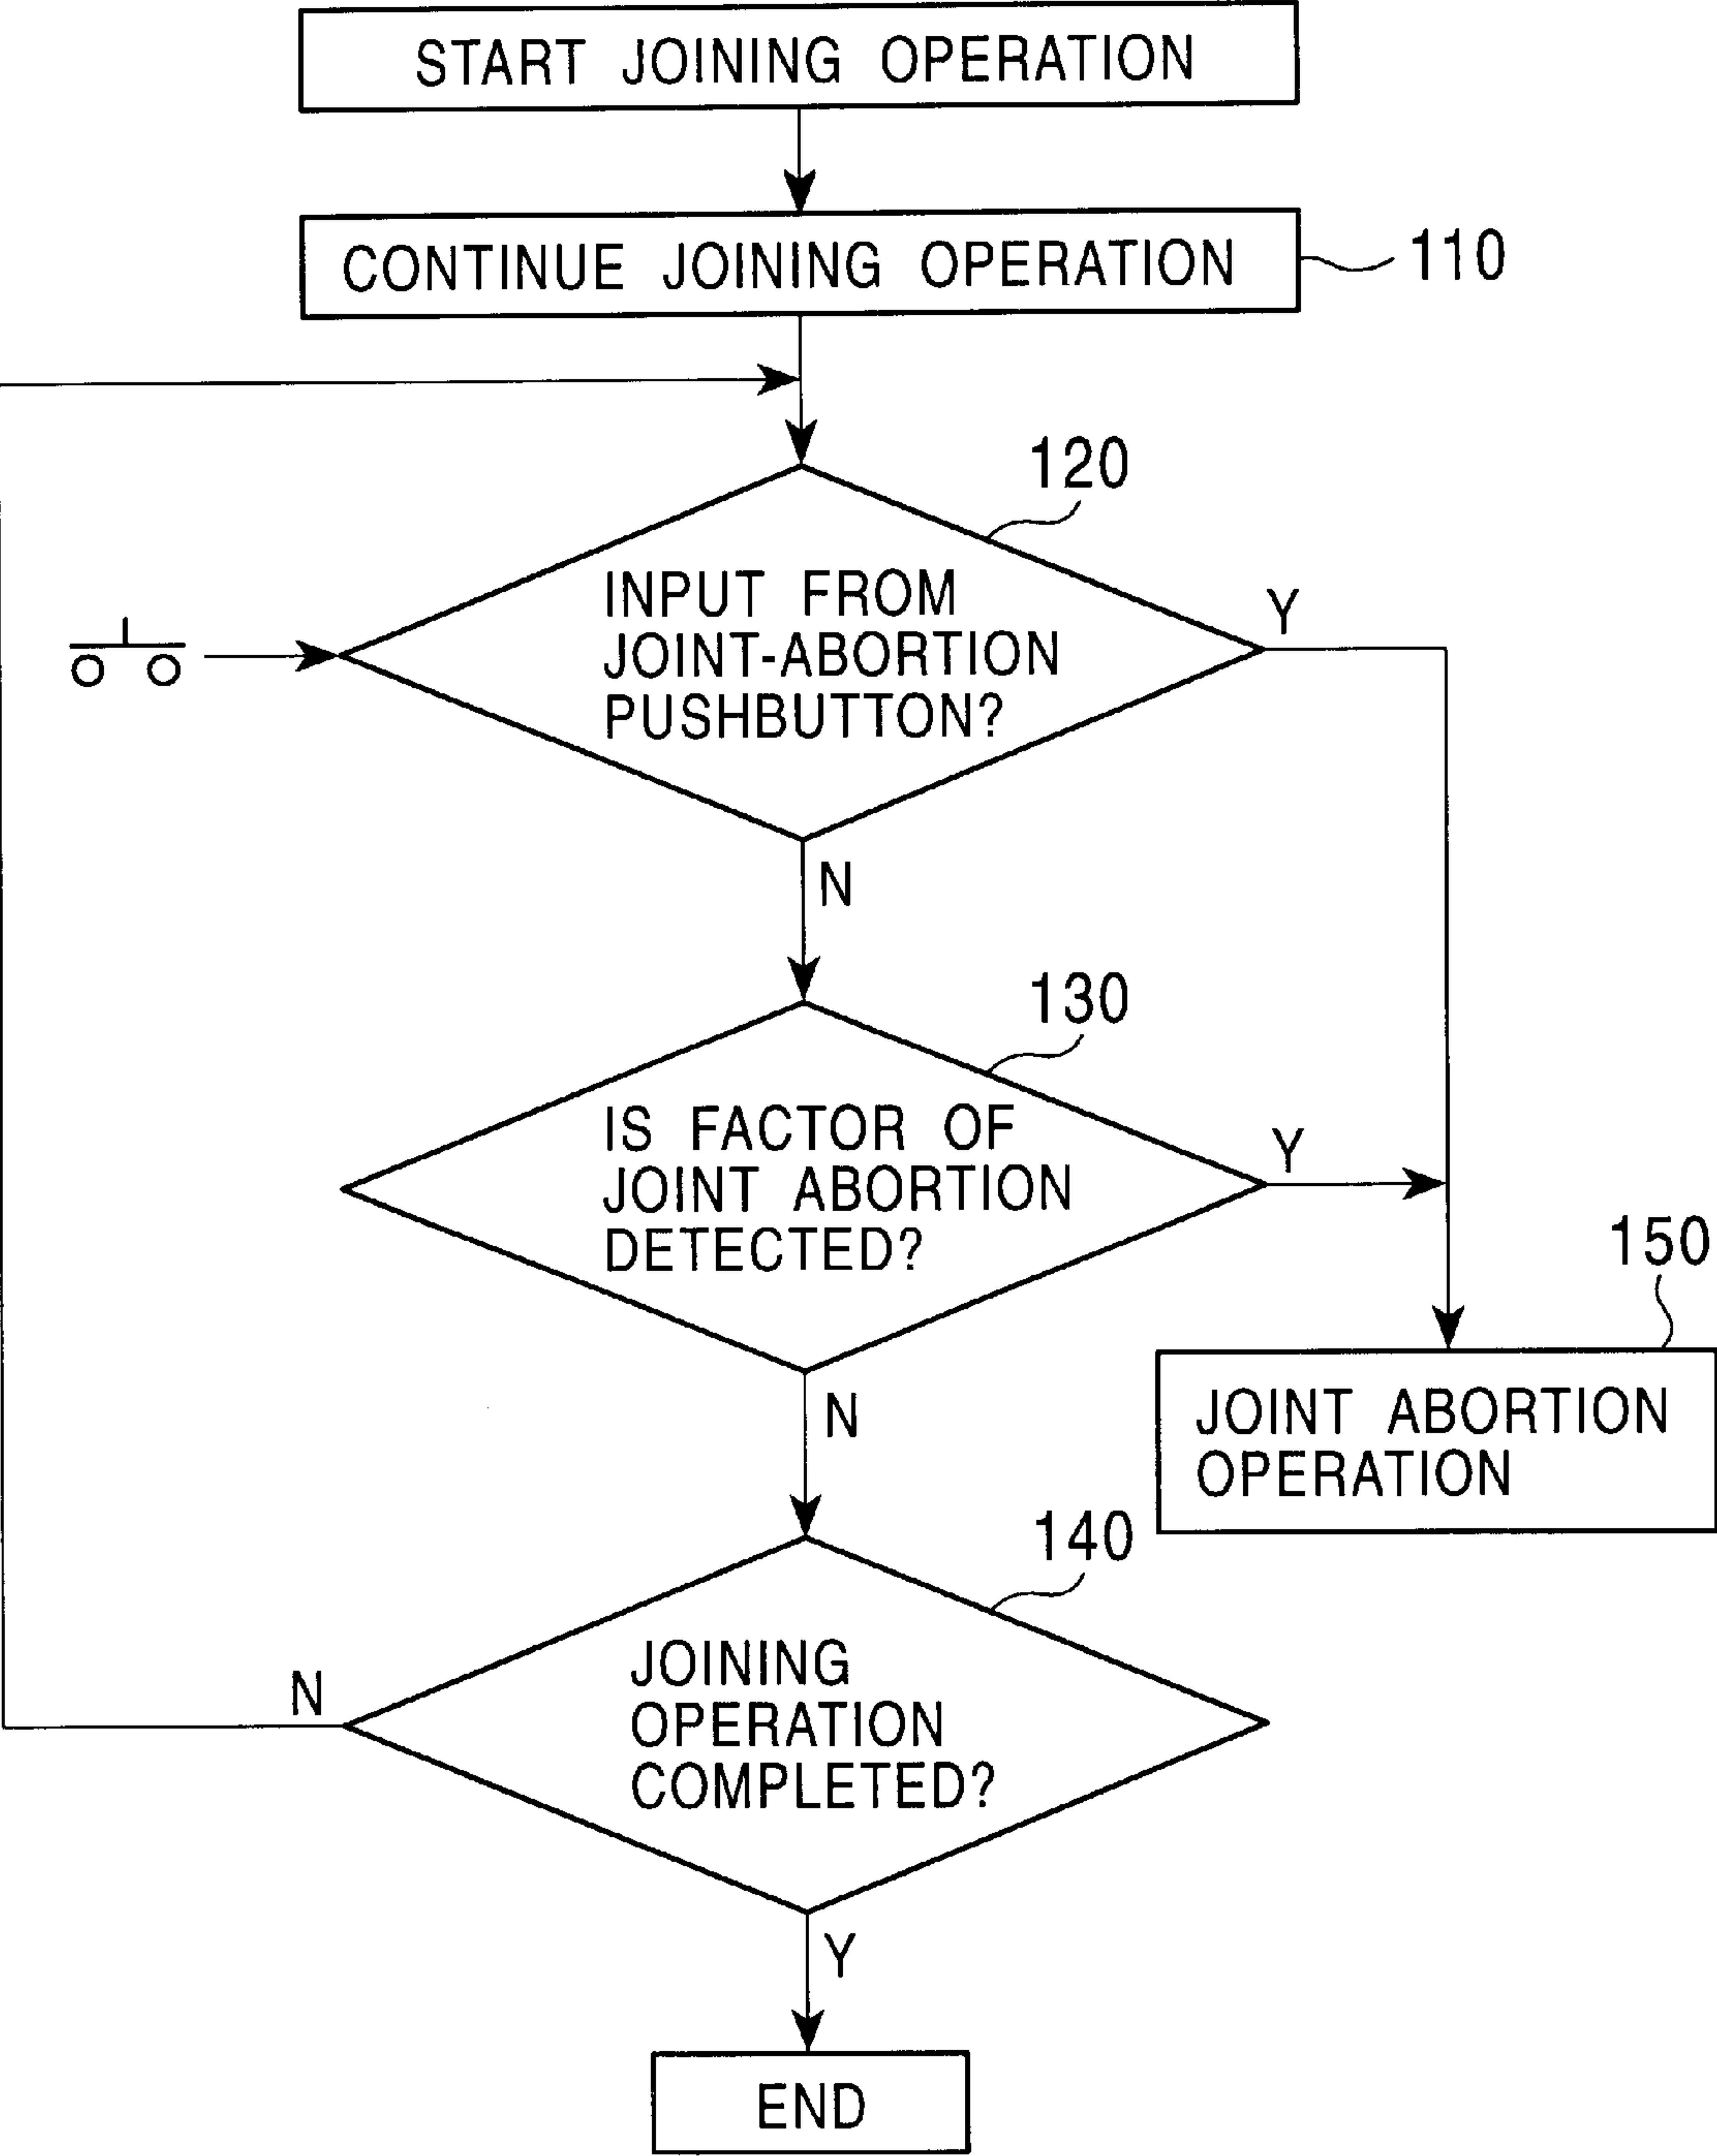 START JOINING OPERATION
CONTINUE JOINING OPERATION
110
120
INPUT FROM
JOINT-ABORTION
PUSHBUTTON?
Y
N
130
IS FACTOR OF
JOINT ABORTION
DETECTED?
Y
N
150
JOINT ABORTION
OPERATION
140
JOINING
OPERATION
COMPLETED?
N
Y
END